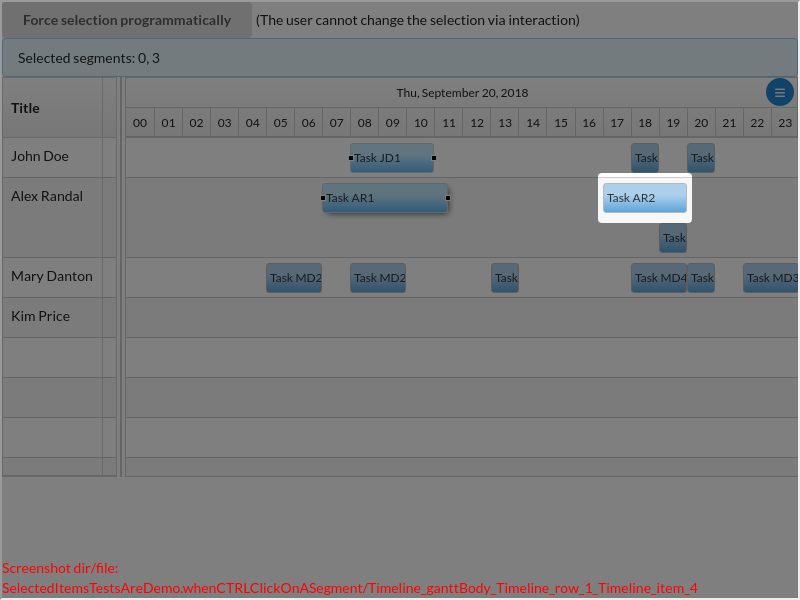 Force selection programmatically (The user cannot change the selection via interaction)
Selected segments: 0, 3
Title
Thu, September 20, 2018
00 01 02 03 04 05 06 07 08 09 10 11 12 13 14 15 16 17 18 19 20 21 22 23
John Doe Task JD1 Task Task
Alex Randal Task AR1 Task AR2
Task
Mary Danton Task MD2 Task MD2 Task Task MD4 Task Task MD3
Kim Price
Screenshot dir/file:
SelectedItemsTestsAreDemo.whenCTRLClickOnASegment/Timeline_ganttBody_Timeline_row_1_Timeline_item_4